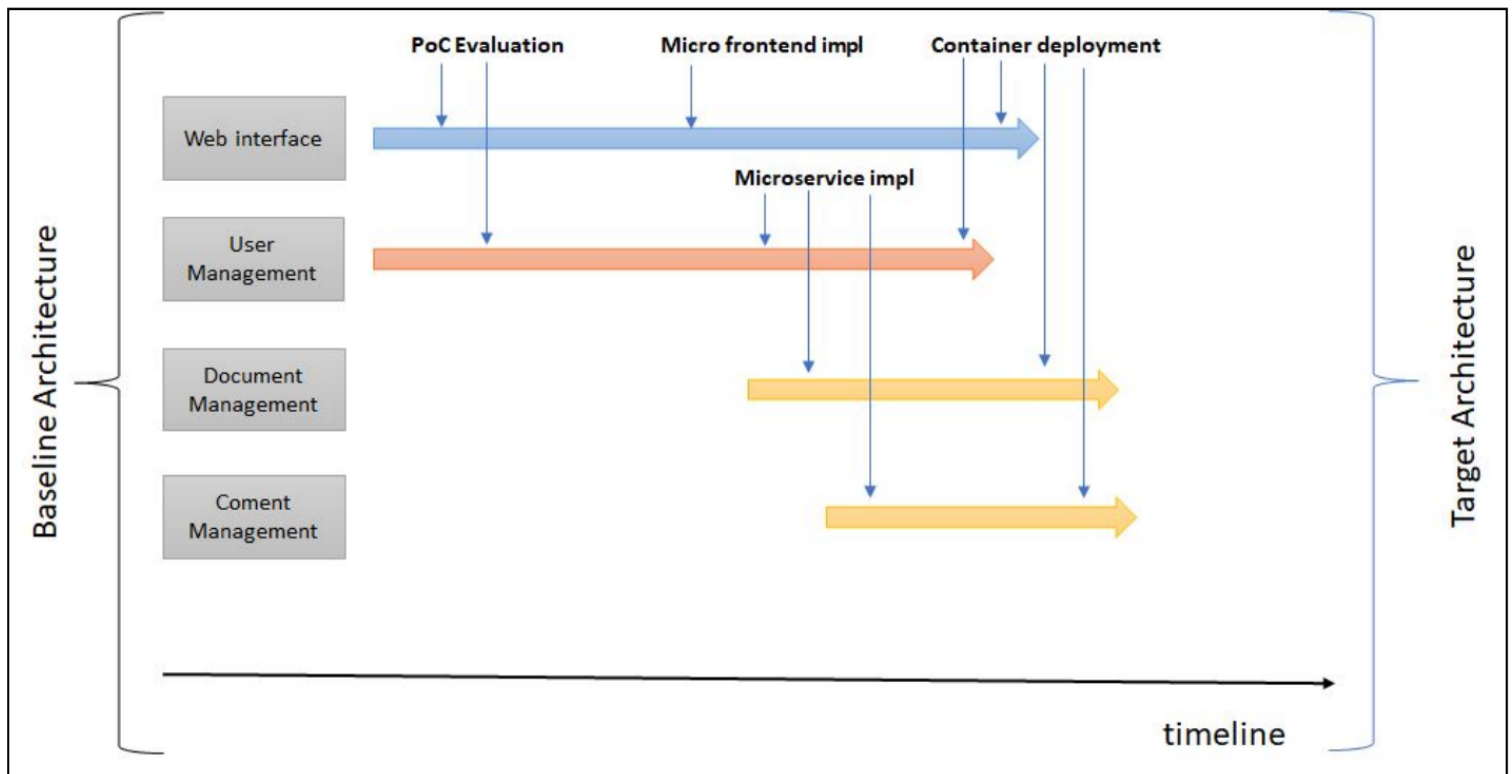 PoC Evaluation
Micro frontend impl
Container deployment
Web interface
Microservice impl
User
Management
Document
Management
Coment
Management
Baseline Architecture
Target Architecture
timeline